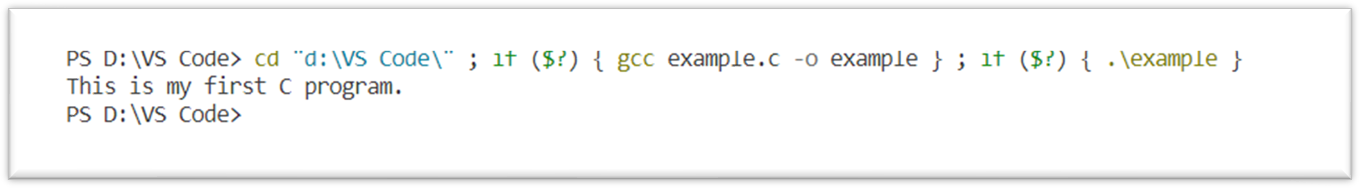 PS D:\VS Code> cd "d:\VS Code\" ; if ($?) { gcc example.c -o example } ; if ($?) { .\example }
This is my first C program.
PS D:\VS Code>